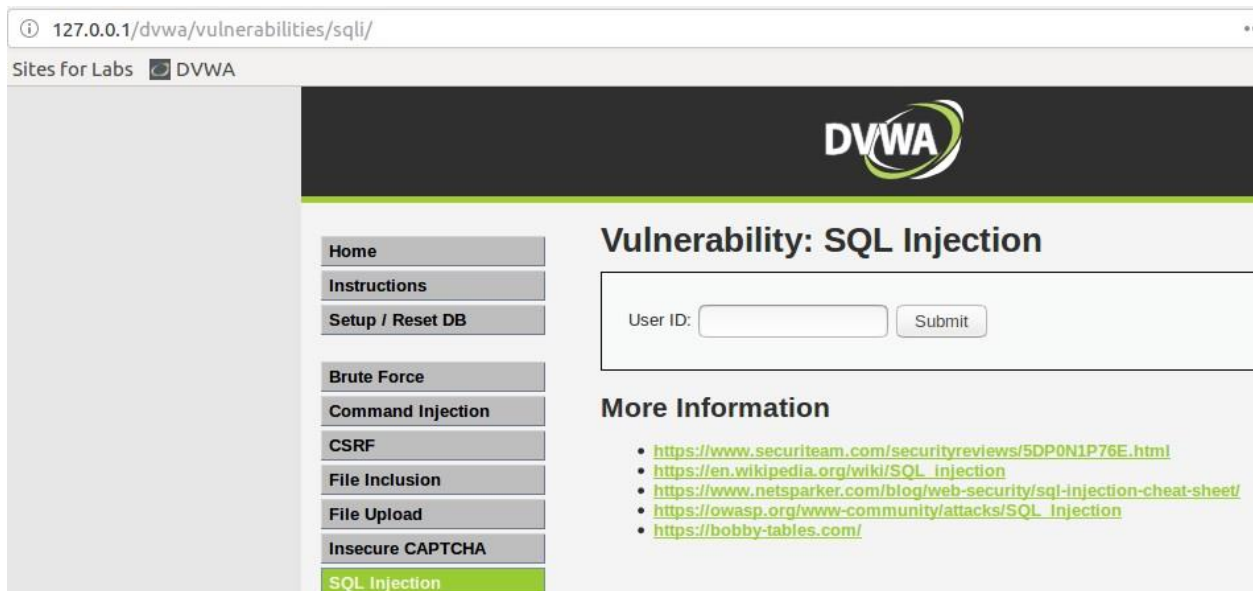 127.0.0.1/dvwa/vulnerabilities/sqli/
Sites for Labs DVWA
DVWA
Home
Instructions
Setup / Reset DB
Brute Force
Command Injection
CSRF
File Inclusion
File Upload
Insecure CAPTCHA
SQL Injection
Vulnerability: SQL Injection
User ID: Submit
More Information
https://www.securiteam.com/securityreviews/5DP0N1P76E.html
https://en.wikipedia.org/wiki/SQL_injection
https://www.netsparker.com/blog/web-security/sql-injection-cheat-sheet/
https://owasp.org/www-community/attacks/SQL_Injection
https://bobby-tables.com/